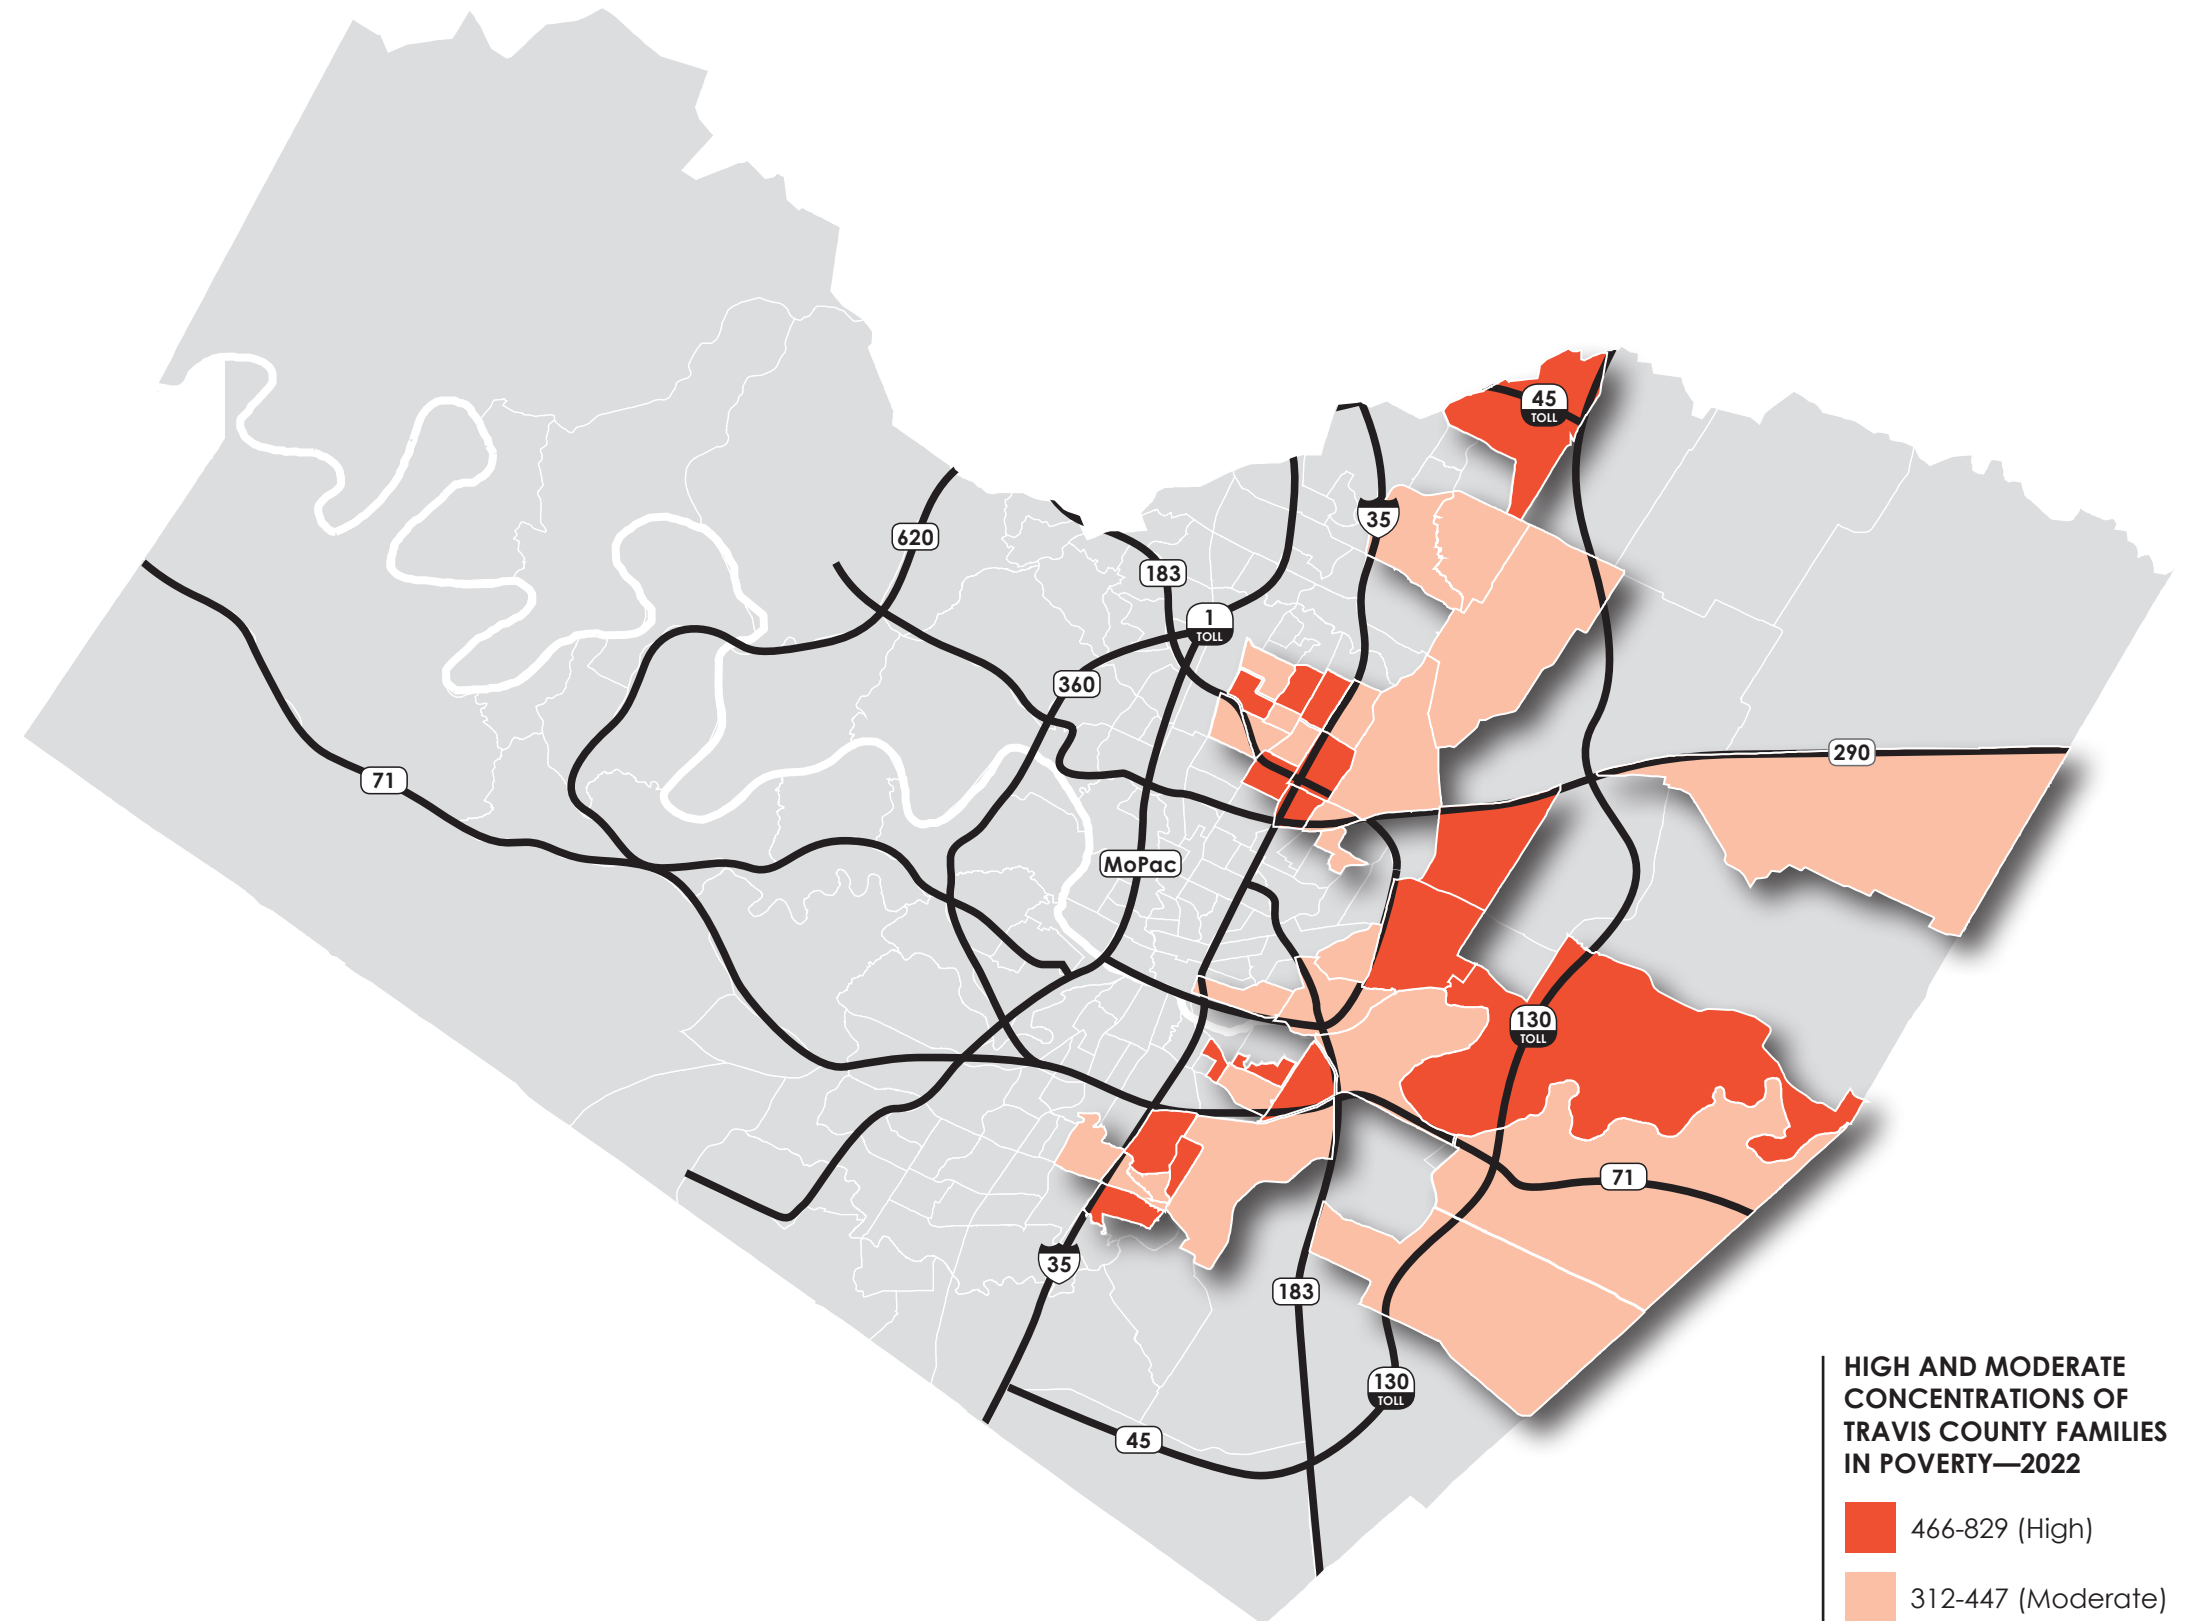 45
TOLL
35
620
183
1
TOLL
360
290
71
MoPac
130
TOLL
71
35
183
130
TOLL
45
HIGH AND MODERATE
CONCENTRATIONS OF
TRAVIS COUNTY FAMILIES
IN POVERTY—2022
466-829 (High)
312-447 (Moderate)